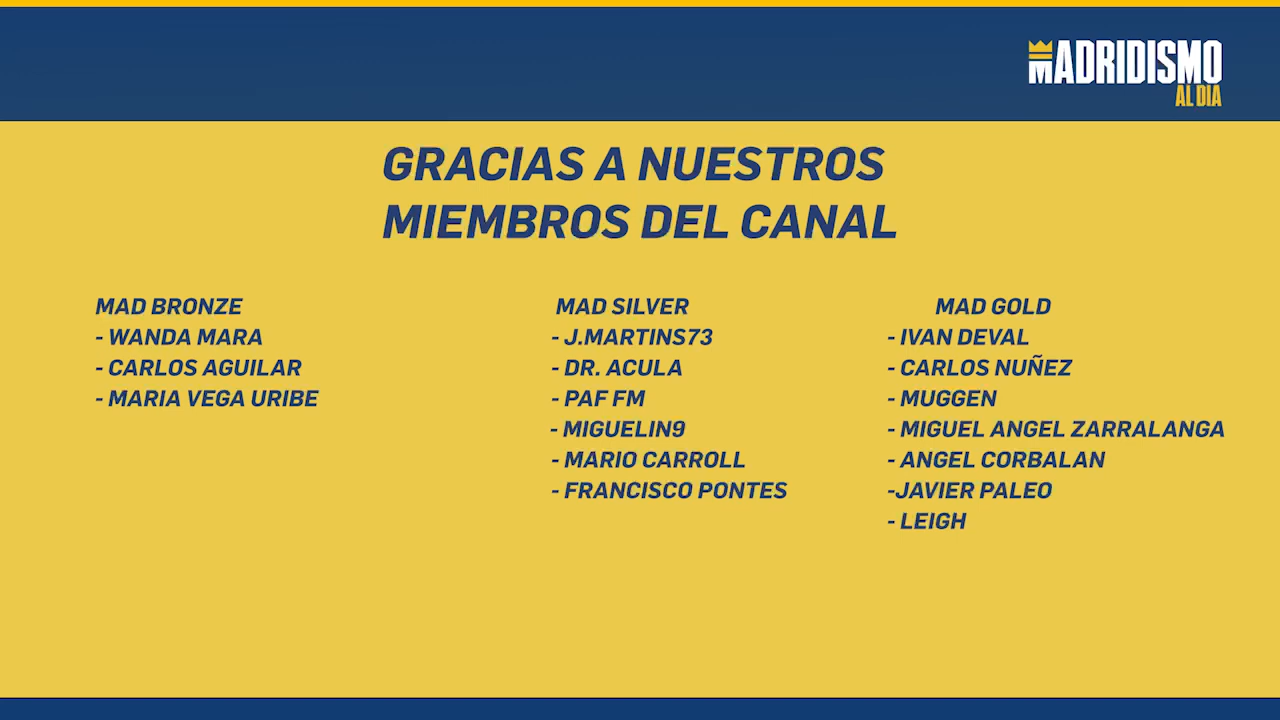 MADRIDISMO
AL DIA
GRACIAS A NUESTROS
MIEMBROS DEL CANAL
MAD BRONZE
- WANDA MARA
- CARLOS AGUILAR
- MARIA VEGA URIBE
MAD SILVER
- J.MARTINS73
- DR. ACULA
- PAF FM
- MIGUELIN9
- MARIO CARROLL
- FRANCISCO PONTES
MAD GOLD
- IVAN DEVAL
- CARLOS NUÑEZ
- MUGGEN
- MIGUEL ANGEL ZARRALANGA
- ANGEL CORBALAN
-JAVIER PALEO
- LEIGH